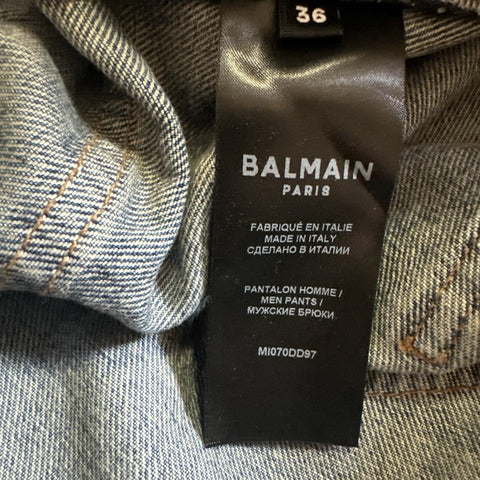 36
BALMAIN
PARIS
FABRIQUÉ EN ITALIE
MADE IN ITALY
СДЕЛАНО В ИТАЛИИ
PANTALON HOMME /
MEN PANTS /
МУЖСКИЕ БРЮКИ
MI070DD97